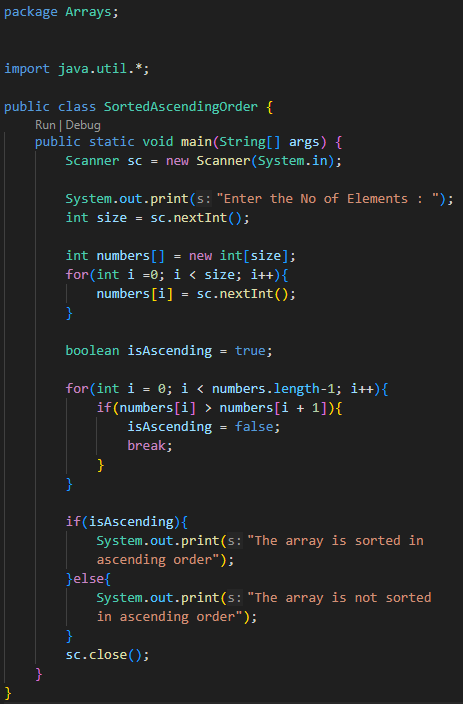 package Arrays;
import java.util.*;
public class SortedAscendingOrder {
Run | Debug
public static void main(String[] args) {
Scanner sc = new Scanner(System.in);
System.out.print(s:"Enter the No of Elements : ");
int size = sc.nextInt();
int numbers[] = new int[size];
for(int i =0; i < size; i++){
numbers[i] = sc.nextInt();
}
boolean isAscending = true;
for(int i = 0; i < numbers.length-1; i++){
if(numbers[i] > numbers[i + 1]){
isAscending = false;
break;
}
}
if(isAscending){
System.out.print(s:"The array is sorted in
ascending order");
}else{
System.out.print(s:"The array is not sorted
in ascending order");
}
sc.close();
}
}